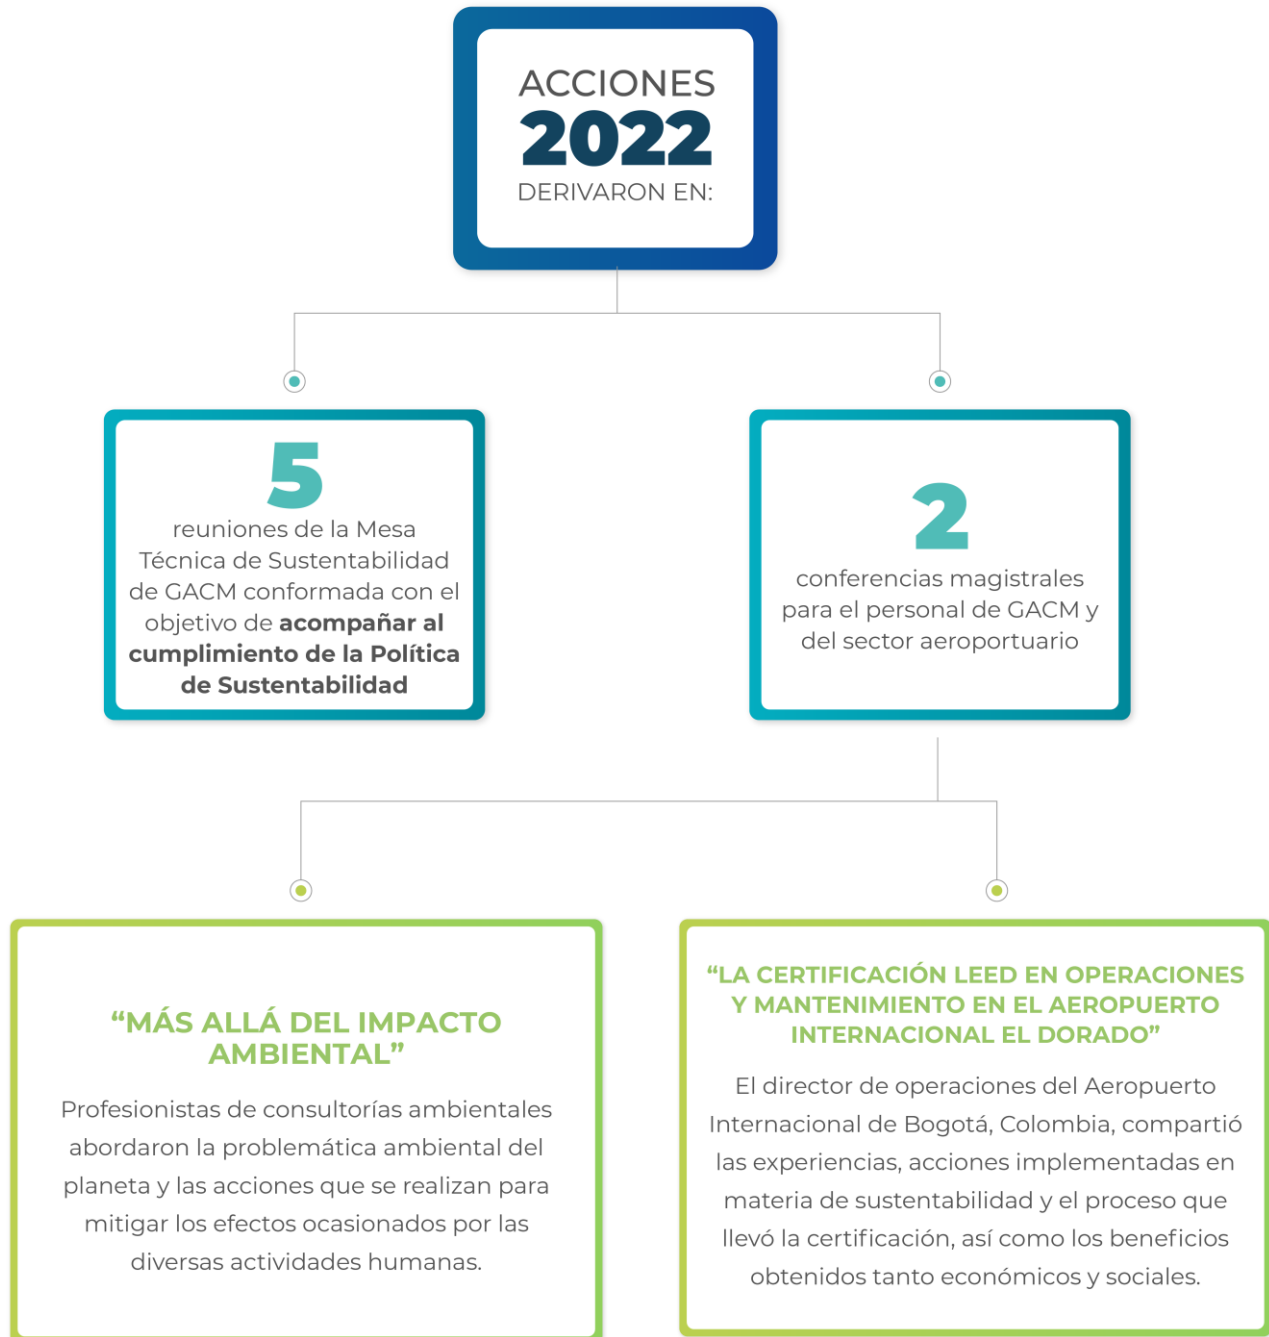 ACCIONES
2022
DERIVARON EN:
5
reuniones de la Mesa
Técnica de Sustentabilidad
de GACM conformada con el
objetivo de acompañar al
cumplimiento de la Política
de Sustentabilidad
2
conferencias magistrales
para el personal de GACM y
del sector aeroportuario
“MÁS ALLÁ DEL IMPACTO
AMBIENTAL”
Profesionistas de consultorías ambientales
abordaron la problemática ambiental del
planeta y las acciones que se realizan para
mitigar los efectos ocasionados por las
diversas actividades humanas.
“LA CERTIFICACIÓN LEED EN OPERACIONES
Y MANTENIMIENTO EN EL AEROPUERTO
INTERNACIONAL EL DORADO”
El director de operaciones del Aeropuerto
Internacional de Bogotá, Colombia, compartió
las experiencias, acciones implementadas en
materia de sustentabilidad y el proceso que
llevó la certificación, así como los beneficios
obtenidos tanto económicos y sociales.